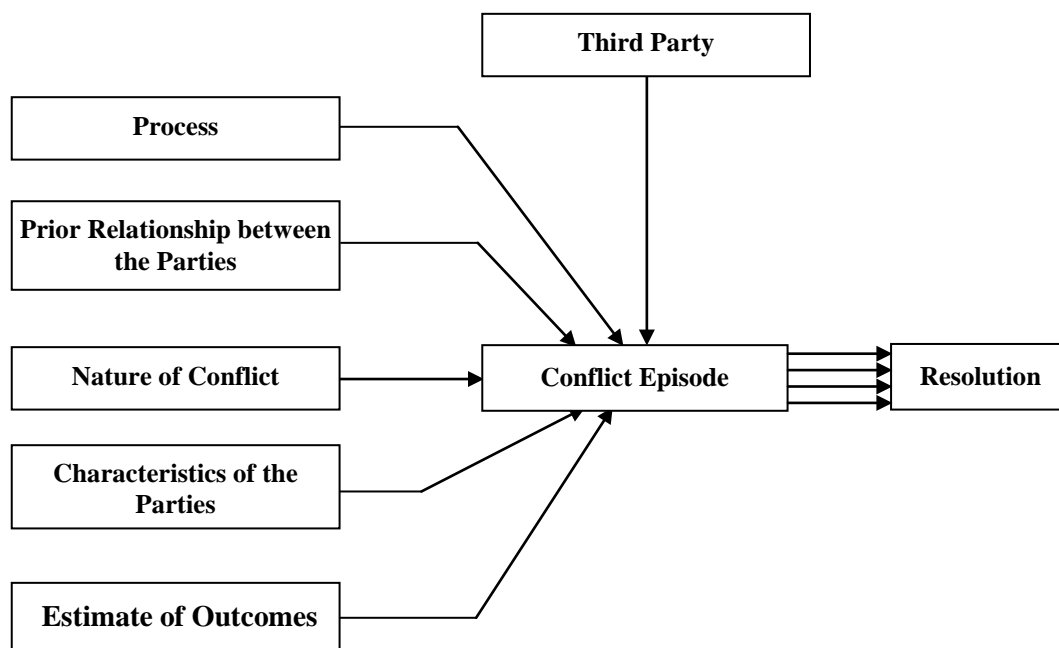 Third Party
Process
Prior Relationship between
the Parties
Nature of Conflict
Conflict Episode
Resolution
Characteristics of the
Parties
Estimate of Outcomes